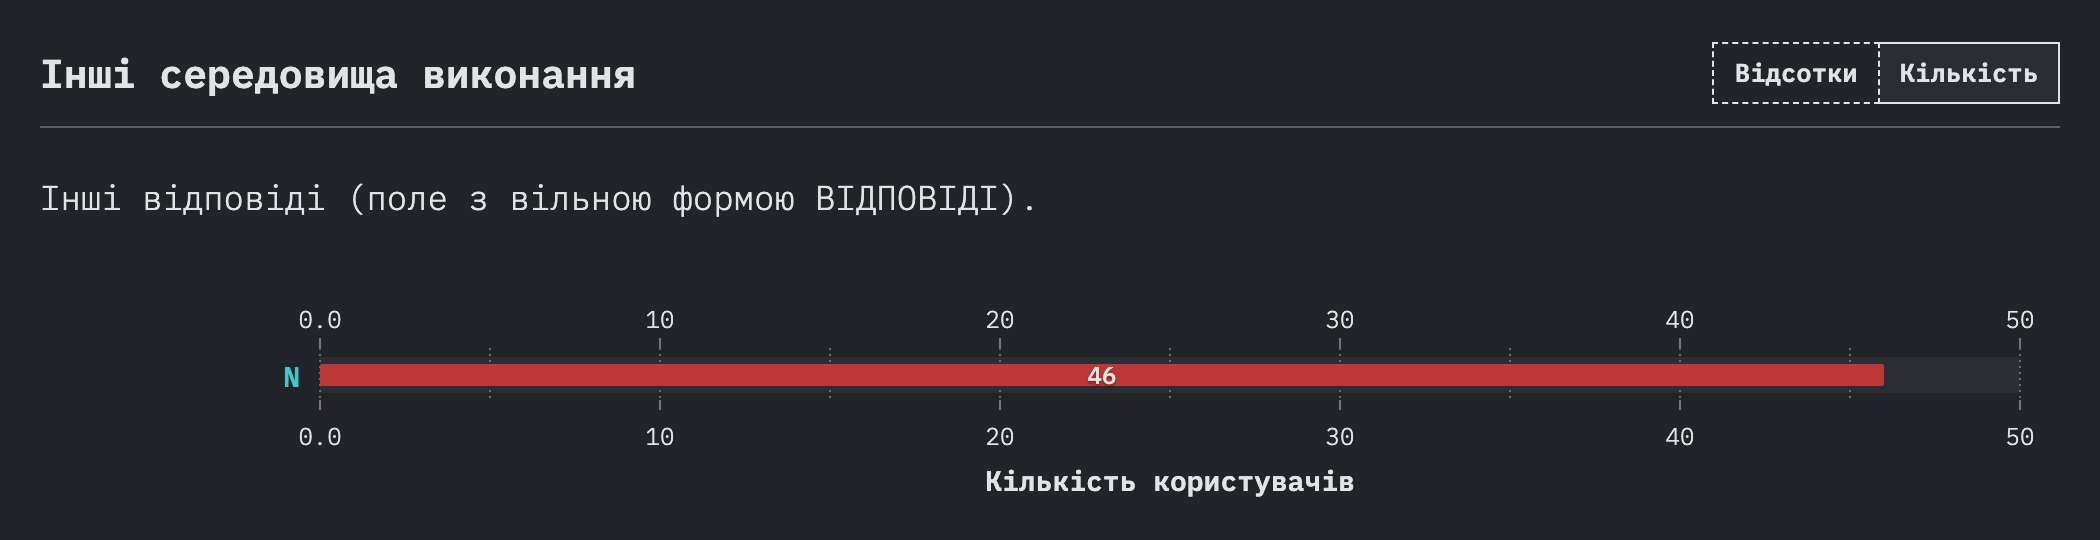 Інші середовища виконання
Відсотки Кількість
Інші відповіді (поле з вільною формою ВІДПОВІДІ).
0.0 10 20 30 40 50
N 46
0.0 10 20 30 40 50
Кількість користувачів